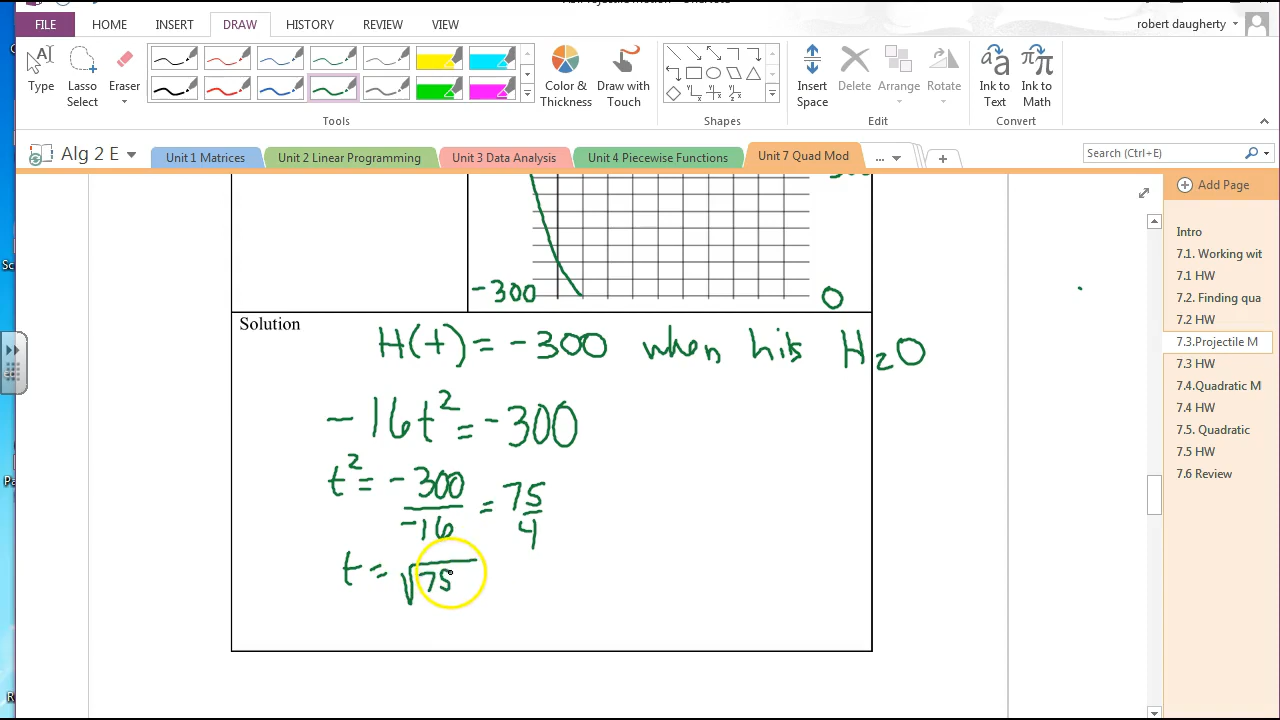 FILE HOME INSERT DRAW HISTORY REVIEW VIEW robert daugherty
Type Lasso Select Eraser Color & Thickness Draw with Touch Insert Space Delete Arrange Rotate Ink to Text Ink to Math
Tools Shapes Edit Convert
Alg 2 E Unit 1 Matrices Unit 2 Linear Programming Unit 3 Data Analysis Unit 4 Piecewise Functions Unit 7 Quad Mod ... Search (Ctrl+E)
Add Page
Intro
7.1. Working wit
7.1 HW
7.2. Finding qua
7.2 HW
7.3.Projectile M
7.3 HW
7.4.Quadratic M
7.4 HW
7.5. Quadratic
7.5 HW
7.6 Review
-300 0
Solution
H(t) = -300 when hits H₂O
-16t² = -300
t² = -300/-16 = 75/4
t = √75